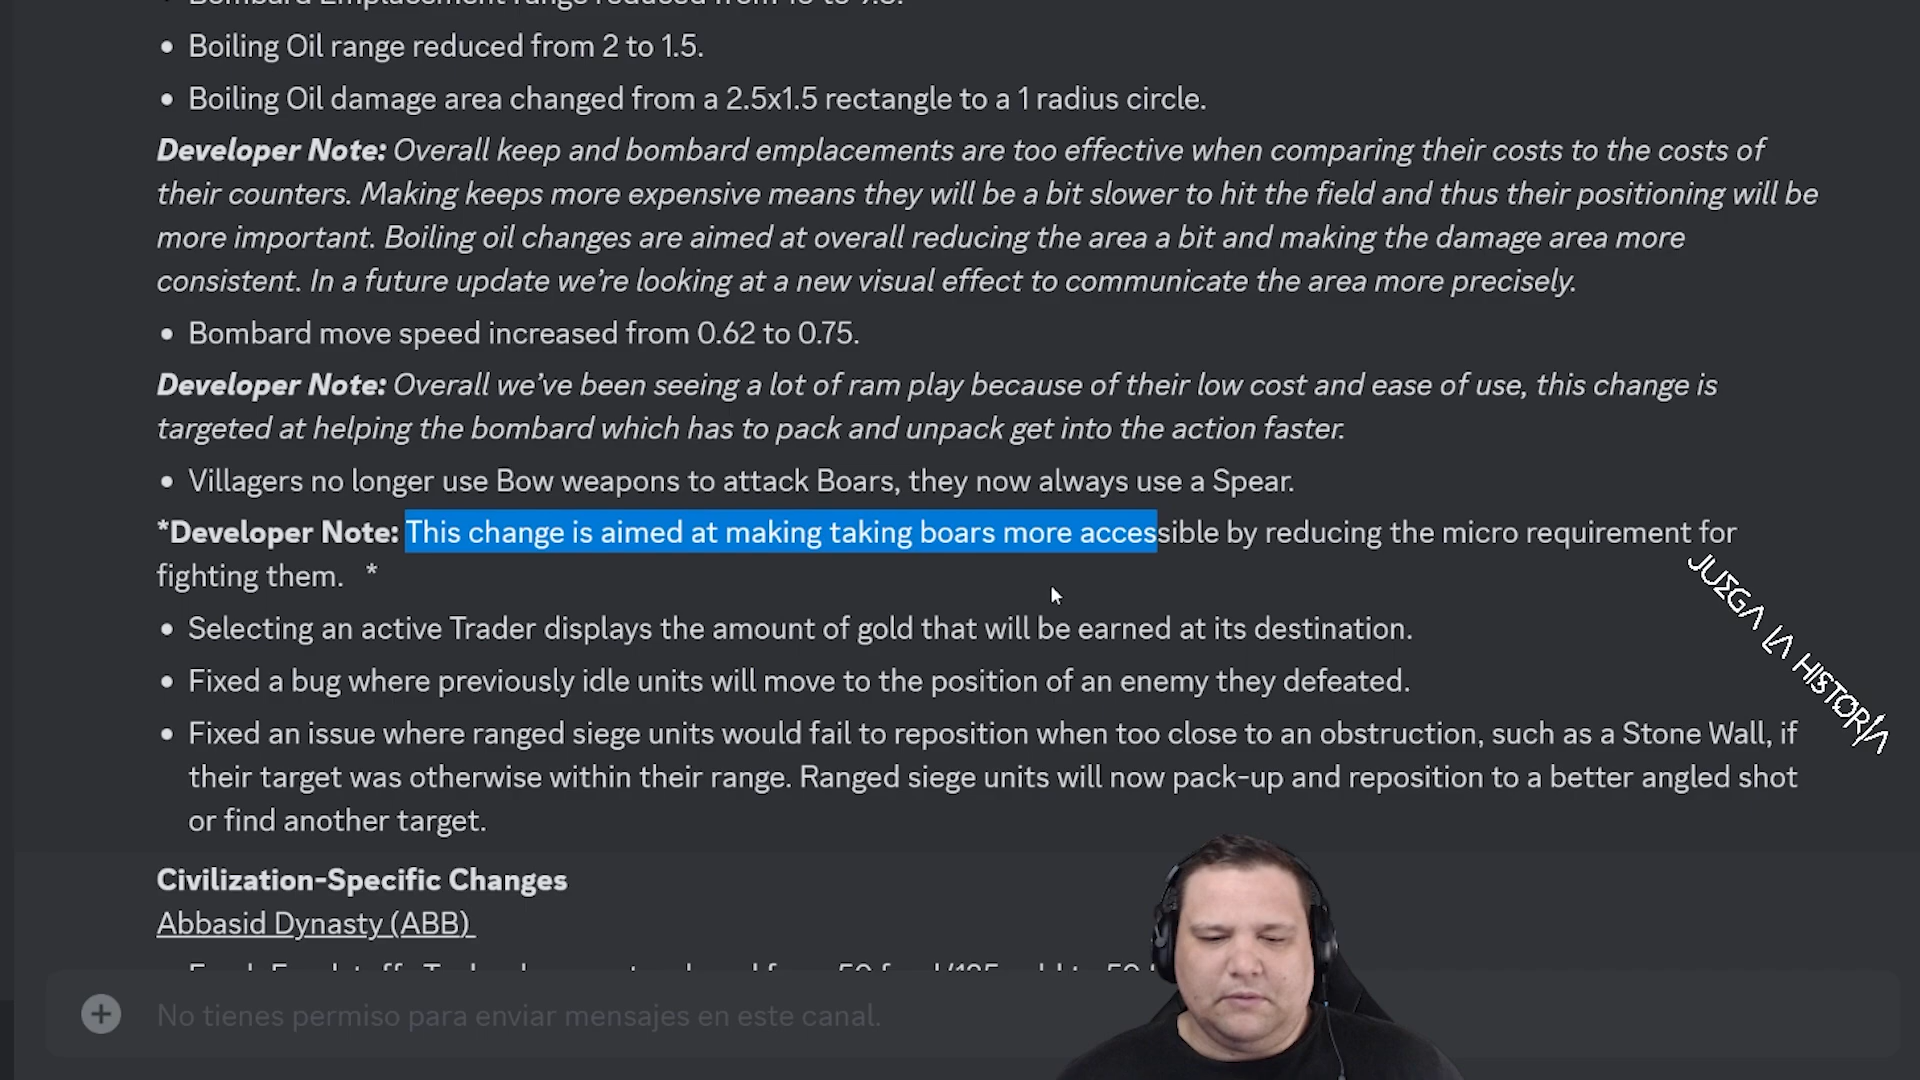 Bombard Emplacement range reduced from 10 to 9.5.
• Boiling Oil range reduced from 2 to 1.5.
• Boiling Oil damage area changed from a 2.5x1.5 rectangle to a 1 radius circle.
Developer Note: Overall keep and bombard emplacements are too effective when comparing their costs to the costs of
their counters. Making keeps more expensive means they will be a bit slower to hit the field and thus their positioning will be
more important. Boiling oil changes are aimed at overall reducing the area a bit and making the damage area more
consistent. In a future update we’re looking at a new visual effect to communicate the area more precisely.
• Bombard move speed increased from 0.62 to 0.75.
Developer Note: Overall we’ve been seeing a lot of ram play because of their low cost and ease of use, this change is
targeted at helping the bombard which has to pack and unpack get into the action faster.
• Villagers no longer use Bow weapons to attack Boars, they now always use a Spear.
*Developer Note: This change is aimed at making taking boars more accessible by reducing the micro requirement for
fighting them. *
• Selecting an active Trader displays the amount of gold that will be earned at its destination.
• Fixed a bug where previously idle units will move to the position of an enemy they defeated.
• Fixed an issue where ranged siege units would fail to reposition when too close to an obstruction, such as a Stone Wall, if
their target was otherwise within their range. Ranged siege units will now pack-up and reposition to a better angled shot
or find another target.
JUEGA LA HISTORIA
Civilization-Specific Changes
Abbasid Dynasty (ABB)
No tienes permiso para enviar mensajes en este canal.